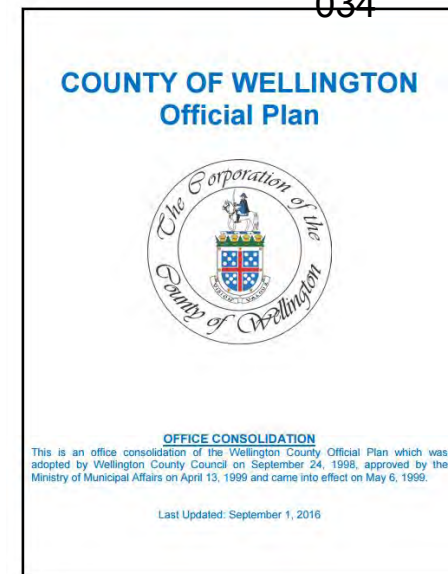 034
COUNTY OF WELLINGTON
Official Plan
The Corporation of the
County of Wellington
OFFICE CONSOLIDATION
This is an office consolidation of the Wellington County Official Plan which was
adopted by Wellington County Council on September 24, 1998, approved by the
Ministry of Municipal Affairs on April 13, 1999 and came into effect on May 6, 1999.
Last Updated: September 1, 2016